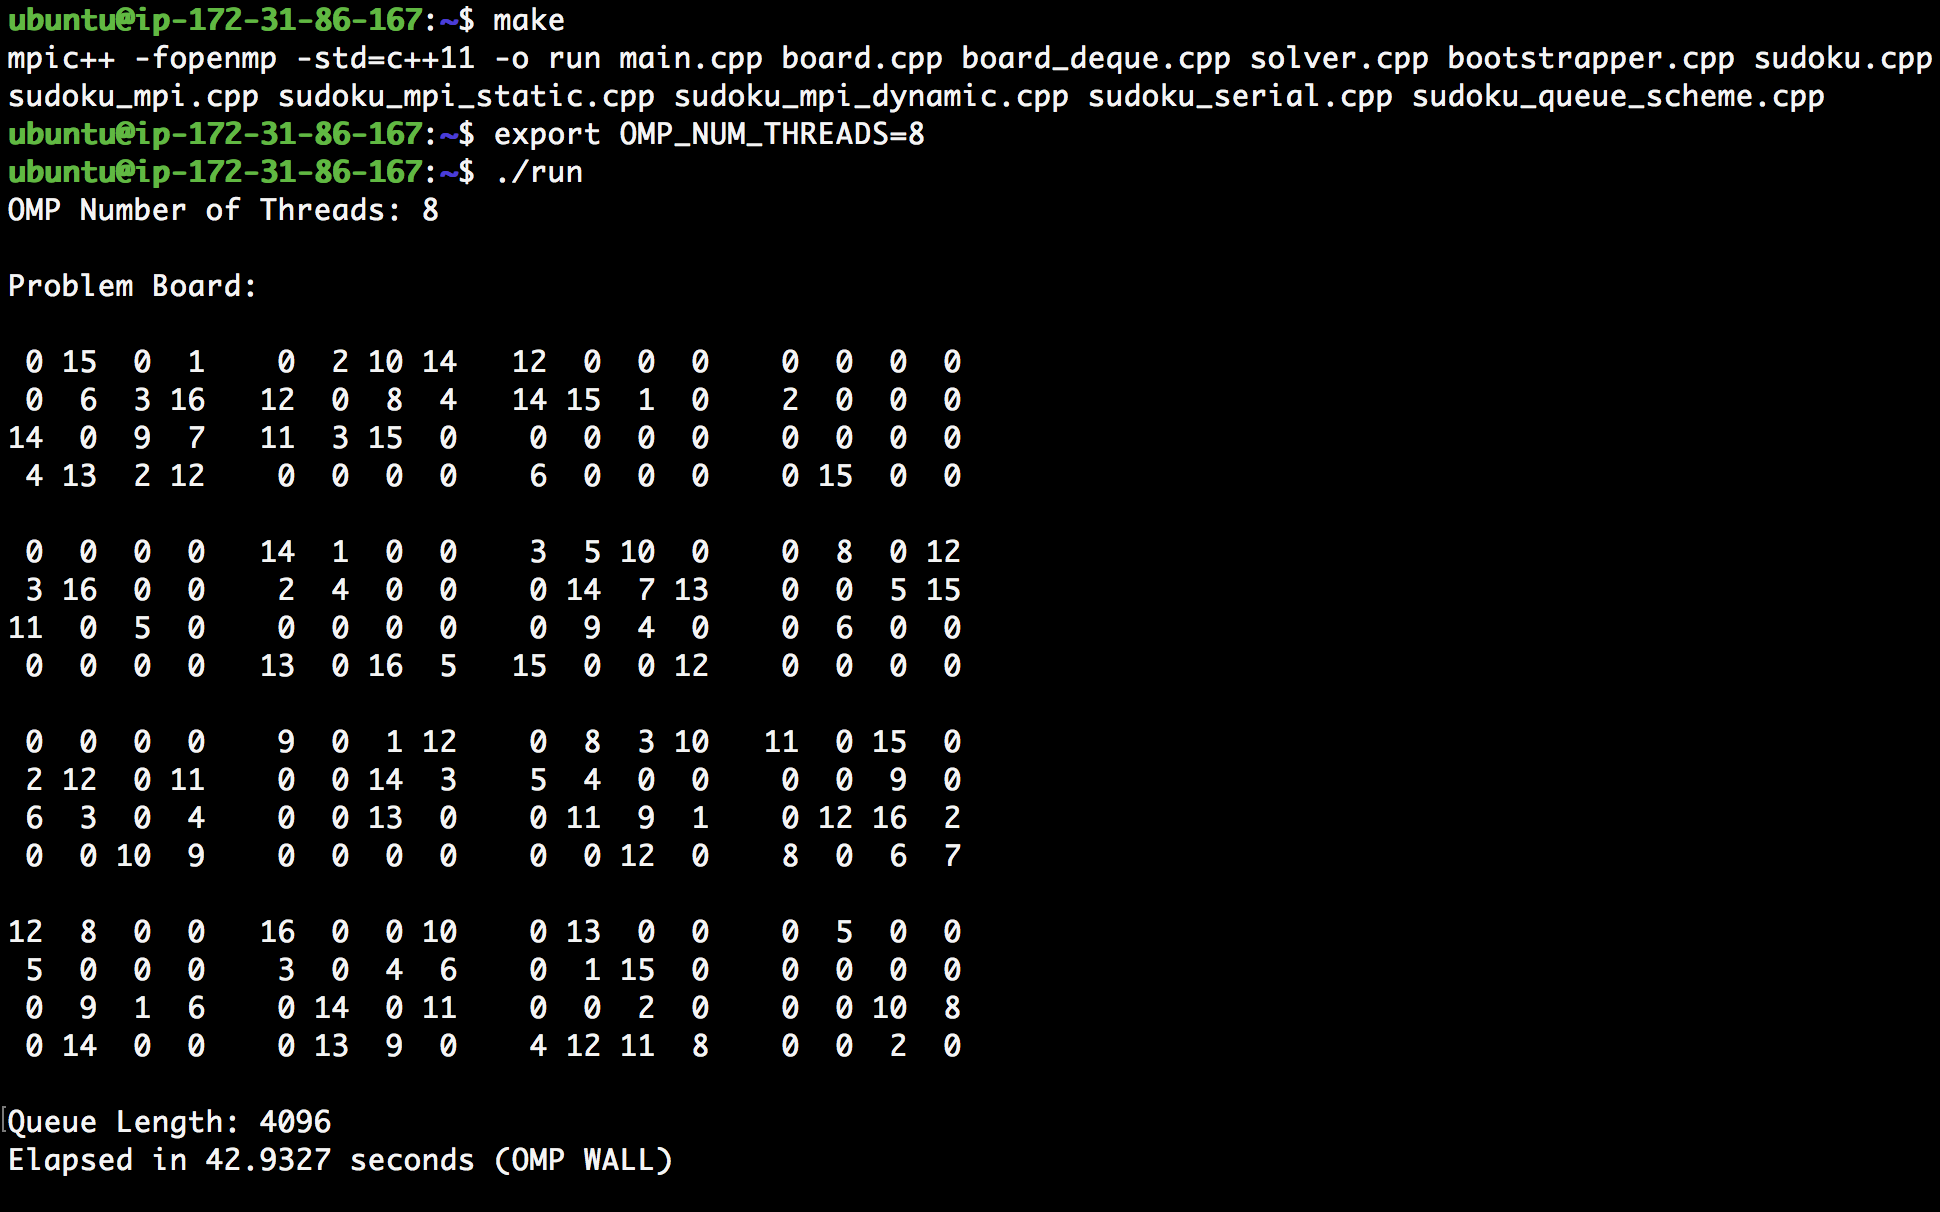 ubuntu@ip-172-31-86-167:~$ make
mpic++ -fopenmp -std=c++11 -o run main.cpp board.cpp board_deque.cpp solver.cpp bootstrapper.cpp sudoku.cpp
sudoku_mpi.cpp sudoku_mpi_static.cpp sudoku_mpi_dynamic.cpp sudoku_serial.cpp sudoku_queue_scheme.cpp
ubuntu@ip-172-31-86-167:~$ export OMP_NUM_THREADS=8
ubuntu@ip-172-31-86-167:~$ ./run
OMP Number of Threads: 8

Problem Board:

 0 15  0  1    0  2 10 14   12  0  0  0    0  0  0  0
 0  6  3 16   12  0  8  4   14 15  1  0    2  0  0  0
14  0  9  7   11  3 15  0    0  0  0  0    0  0  0  0
 4 13  2 12    0  0  0  0    6  0  0  0    0 15  0  0

 0  0  0  0   14  1  0  0    3  5 10  0    0  8  0 12
 3 16  0  0    2  4  0  0    0 14  7 13    0  0  5 15
11  0  5  0    0  0  0  0    0  9  4  0    0  6  0  0
 0  0  0  0   13  0 16  5   15  0  0 12    0  0  0  0

 0  0  0  0    9  0  1 12    0  8  3 10   11  0 15  0
 2 12  0 11    0  0 14  3    5  4  0  0    0  0  9  0
 6  3  0  4    0  0 13  0    0 11  9  1    0 12 16  2
 0  0 10  9    0  0  0  0    0  0 12  0    8  0  6  7

12  8  0  0   16  0  0 10    0 13  0  0    0  5  0  0
 5  0  0  0    3  0  4  6    0  1 15  0    0  0  0  0
 0  9  1  6    0 14  0 11    0  0  2  0    0  0 10  8
 0 14  0  0    0 13  9  0    4 12 11  8    0  0  2  0

Queue Length: 4096
Elapsed in 42.9327 seconds (OMP WALL)